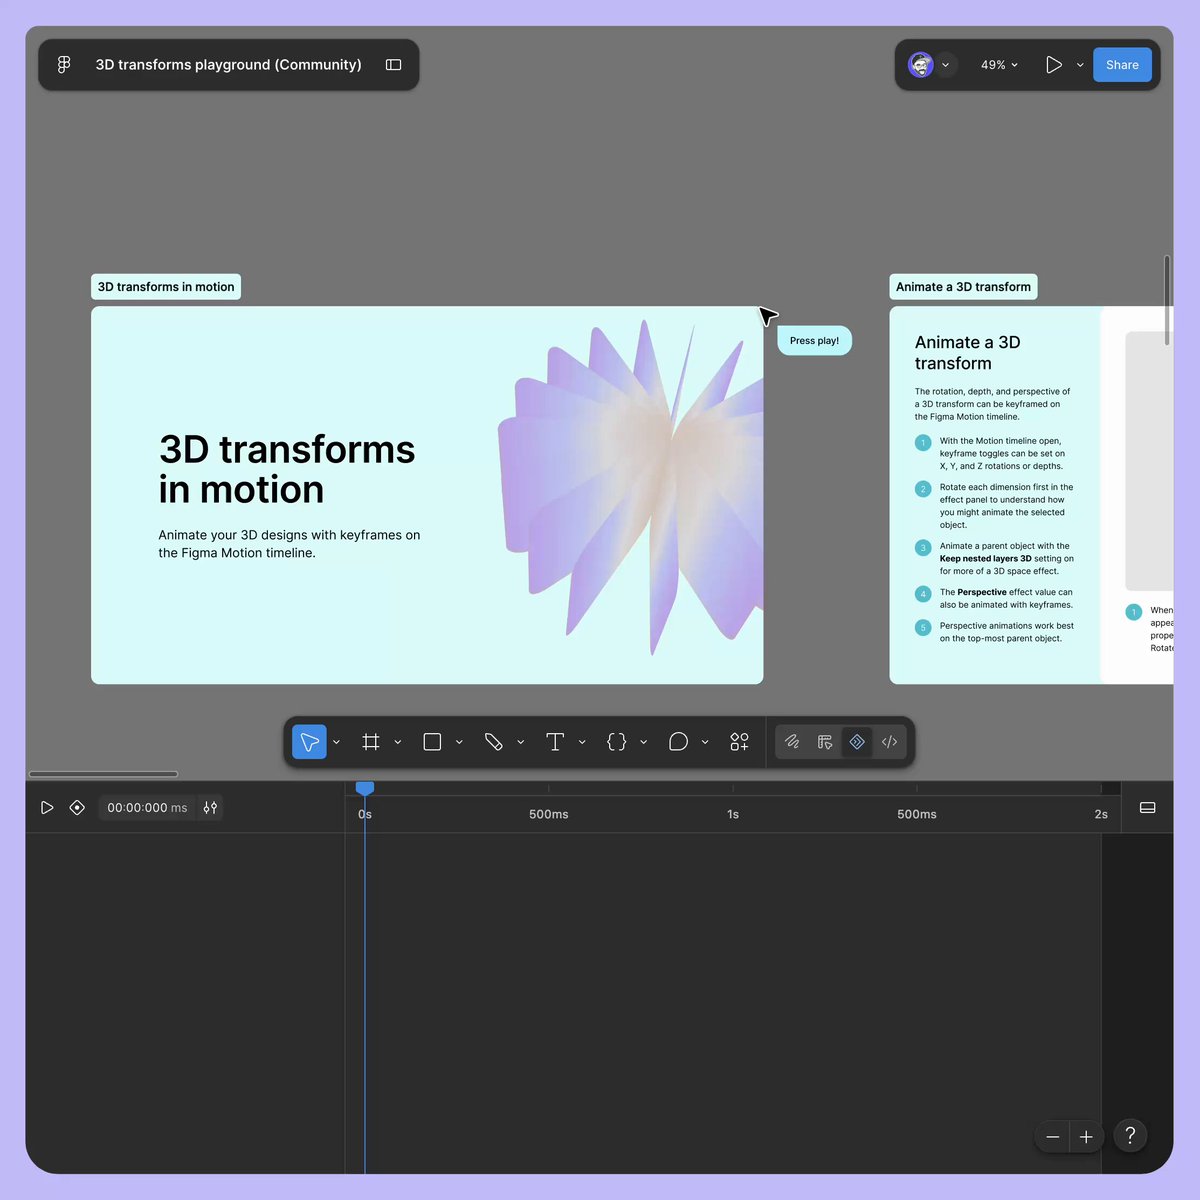 3D transforms playground (Community)
49%
Share
3D transforms in motion
Animate a 3D transform
Press play!
3D transforms
in motion
Animate your 3D designs with keyframes on
the Figma Motion timeline.
Animate a 3D
transform
The rotation, depth, and perspective of
a 3D transform can be keyframed on
the Figma Motion timeline.
1 With the Motion timeline open,
keyframe toggles can be set on
X, Y, and Z rotations or depths.
2 Rotate each dimension first in the
effect panel to understand how
you might animate the selected
object.
3 Animate a parent object with the
Keep nested layers 3D setting on
for more of a 3D space effect.
4 The Perspective effect value can
also be animated with keyframes.
5 Perspective animations work best
on the top-most parent object.
1 When
appea
prope
Rotate
00:00:000 ms
0s
500ms
1s
500ms
2s
?